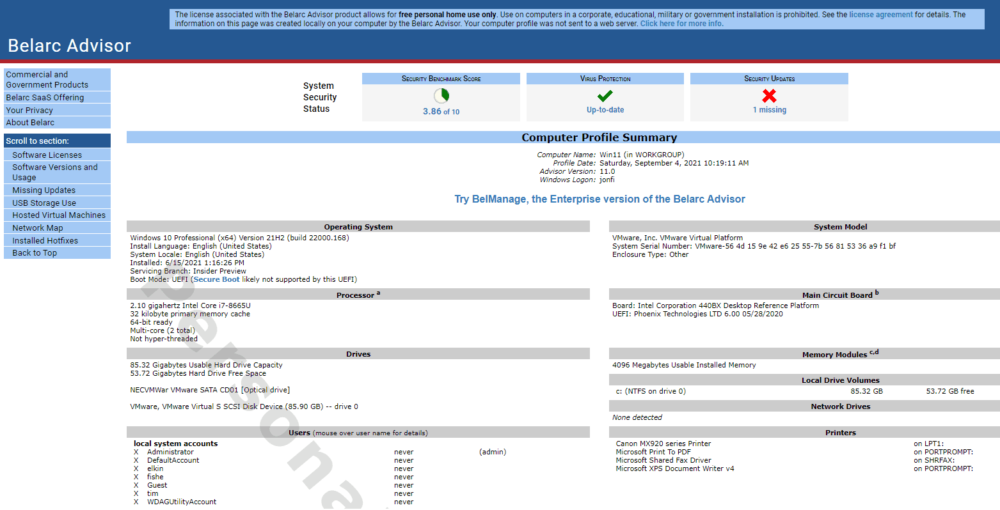 The license associated with the Belarc Advisor product allows for free personal home use only. Use on computers in a corporate, educational, military or government installation is prohibited. See the license agreement for details. The
information on this page was created locally on your computer by the Belarc Advisor. Your computer profile was not sent to a web server. Click here for more info.
Belarc Advisor
Commercial and
Government Products
Belarc SaaS Offering
Your Privacy
About Belarc
Scroll to section:
Software Licenses
Software Versions and
Usage
Missing Updates
USB Storage Use
Hosted Virtual Machines
Network Map
Installed Hotfixes
Back to Top
System
Security
Status
Security Benchmark Score
3.86 of 10
Virus Protection
Up-to-date
Security Updates
1 missing
Computer Profile Summary
Computer Name: Win11 (in WORKGROUP)
Profile Date: Saturday, September 4, 2021 10:19:11 AM
Advisor Version: 11.0
Windows Logon: jonfi
Try BelManage, the Enterprise version of the Belarc Advisor
Operating System
Windows 10 Professional (x64) Version 21H2 (build 22000.168)
Install Language: English (United States)
System Locale: English (United States)
Installed: 6/15/2021 1:16:26 PM
Servicing Branch: Insider Preview
Boot Mode: UEFI (Secure Boot likely not supported by this UEFI)
System Model
VMware, Inc. VMware Virtual Platform
System Serial Number: VMware-56 4d 15 9e 42 e6 25 55-7b 56 81 53 36 a9 f1 bf
Enclosure Type: Other
Processor a
2.10 gigahertz Intel Core i7-8665U
32 kilobyte primary memory cache
64-bit ready
Multi-core (2 total)
Not hyper-threaded
Main Circuit Board b
Board: Intel Corporation 440BX Desktop Reference Platform
UEFI: Phoenix Technologies LTD 6.00 05/28/2020
Drives
85.32 Gigabytes Usable Hard Drive Capacity
53.72 Gigabytes Hard Drive Free Space
NECVMWar VMware SATA CD01 [Optical drive]
VMware, VMware Virtual S SCSI Disk Device (85.90 GB) -- drive 0
Memory Modules c,d
4096 Megabytes Usable Installed Memory
Local Drive Volumes
c: (NTFS on drive 0) 85.32 GB 53.72 GB free
Network Drives
None detected
Users (mouse over user name for details)
local system accounts
X Administrator never (admin)
X DefaultAccount never
X elkin never
X fishe never
X Guest never
X tim never
X WDAGUtilityAccount never
Printers
Canon MX920 series Printer on LPT1:
Microsoft Print To PDF on PORTPROMPT:
Microsoft Shared Fax Driver on SHRFAX:
Microsoft XPS Document Writer v4 on PORTPROMPT:
Persona